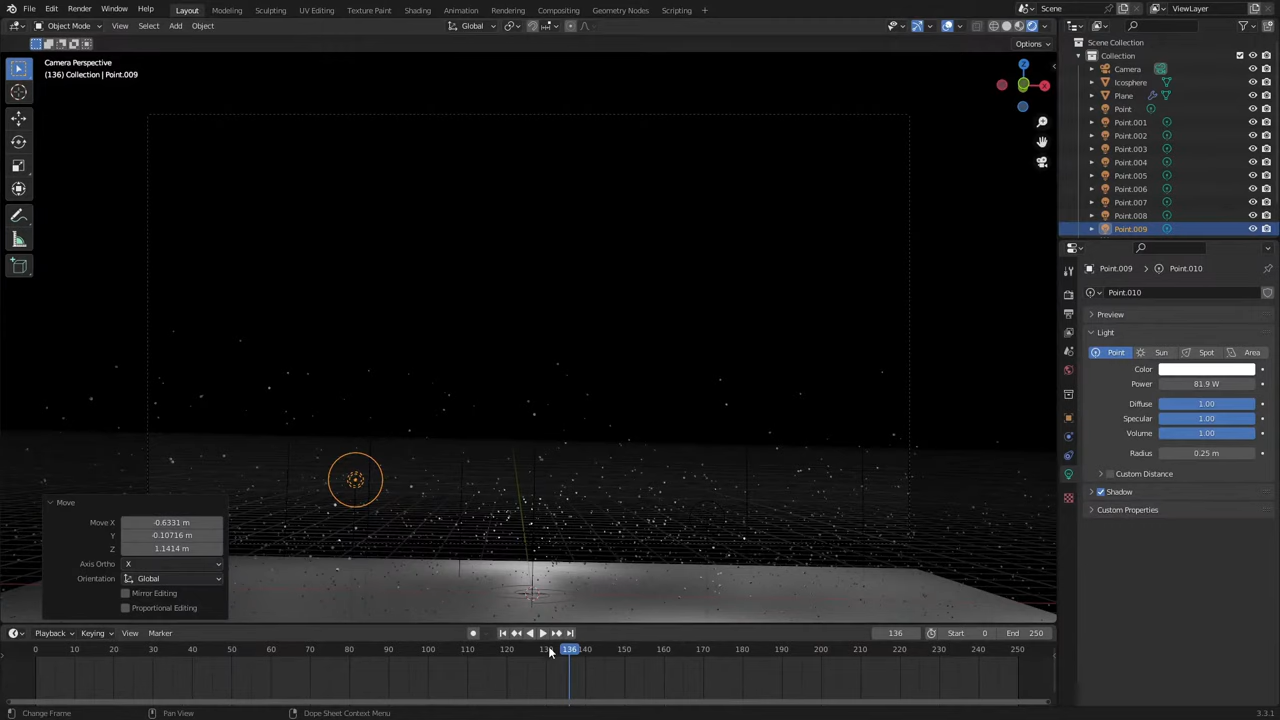 File Edit Render Window Help Layout Modeling Sculpting UV Editing Texture Paint Shading Animation Rendering Compositing Geometry Nodes Scripting + Scene ViewLayer
Object Mode View Select Add Object Global
Options
Camera Perspective
(136) Collection | Point.009
Z
X
Move
Move X -0.6331 m
Y -0.10716 m
Z 1.1414 m
Axis Ortho X
Orientation Global
Mirror Editing
Proportional Editing
Scene Collection
Collection
Camera
Icosphere
Plane
Point
Point.001
Point.002
Point.003
Point.004
Point.005
Point.006
Point.007
Point.008
Point.009
Point.009 > Point.010
Point.010
Preview
Light
Point Sun Spot Area
Color
Power 81.9 W
Diffuse 1.00
Specular 1.00
Volume 1.00
Radius 0.25 m
Custom Distance
Shadow
Custom Properties
Playback Keying View Marker 136 Start 0 End 250
0 10 20 30 40 50 60 70 80 90 100 110 120 130 136 140 150 160 170 180 190 200 210 220 230 240 250
Change Frame Pan View Dope Sheet Context Menu 3.3.1